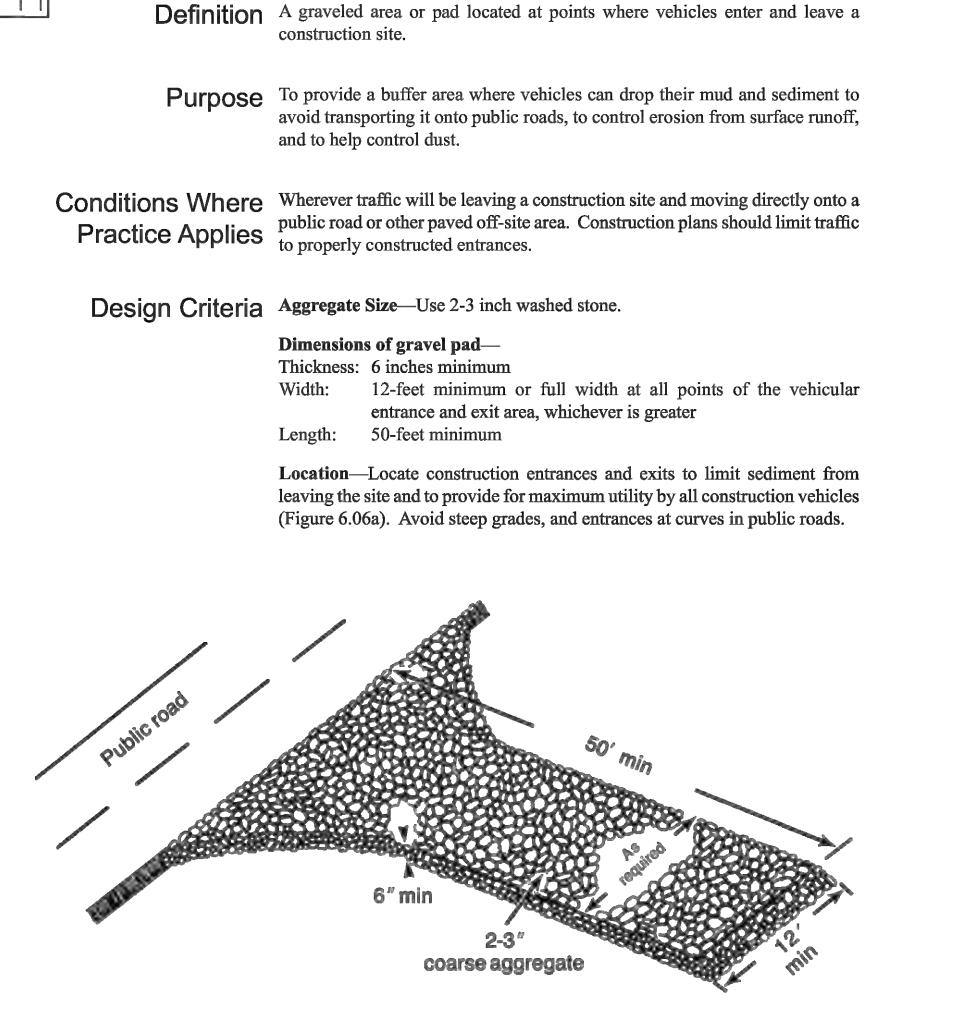 Definition A graveled area or pad located at points where vehicles enter and leave a
construction site.
Purpose To provide a buffer area where vehicles can drop their mud and sediment to
avoid transporting it onto public roads, to control erosion from surface runoff,
and to help control dust.
Conditions Where Wherever traffic will be leaving a construction site and moving directly onto a
Practice Applies public road or other paved off-site area. Construction plans should limit traffic
to properly constructed entrances.
Design Criteria Aggregate Size—Use 2-3 inch washed stone.
Dimensions of gravel pad—
Thickness: 6 inches minimum
Width: 12-feet minimum or full width at all points of the vehicular
entrance and exit area, whichever is greater
Length: 50-feet minimum
Location—Locate construction entrances and exits to limit sediment from
leaving the site and to provide for maximum utility by all construction vehicles
(Figure 6.06a). Avoid steep grades, and entrances at curves in public roads.
Public road
50' min
As
required
6" min
12'
min
2-3"
coarse aggregate